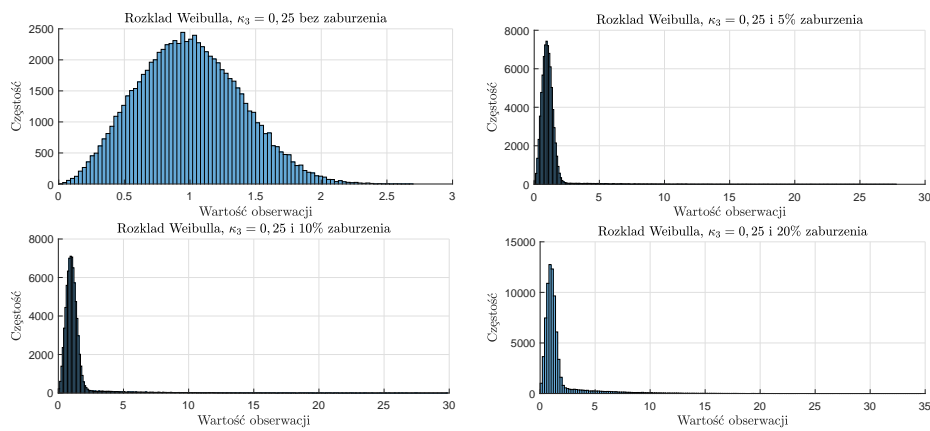 Rozklad Weibulla, κ₃ = 0, 25 bez zaburzenia
Częstość
2500
2000
1500
1000
500
0
0 0.5 1 1.5 2 2.5 3
Wartość obserwacji
Rozklad Weibulla, κ₃ = 0, 25 i 5% zaburzenia
Częstość
8000
6000
4000
2000
0
0 5 10 15 20 25 30
Wartość obserwacji
Rozklad Weibulla, κ₃ = 0, 25 i 10% zaburzenia
Częstość
8000
6000
4000
2000
0
0 5 10 15 20 25 30
Wartość obserwacji
Rozklad Weibulla, κ₃ = 0, 25 i 20% zaburzenia
Częstość
15000
10000
5000
0
0 5 10 15 20 25 30 35
Wartość obserwacji